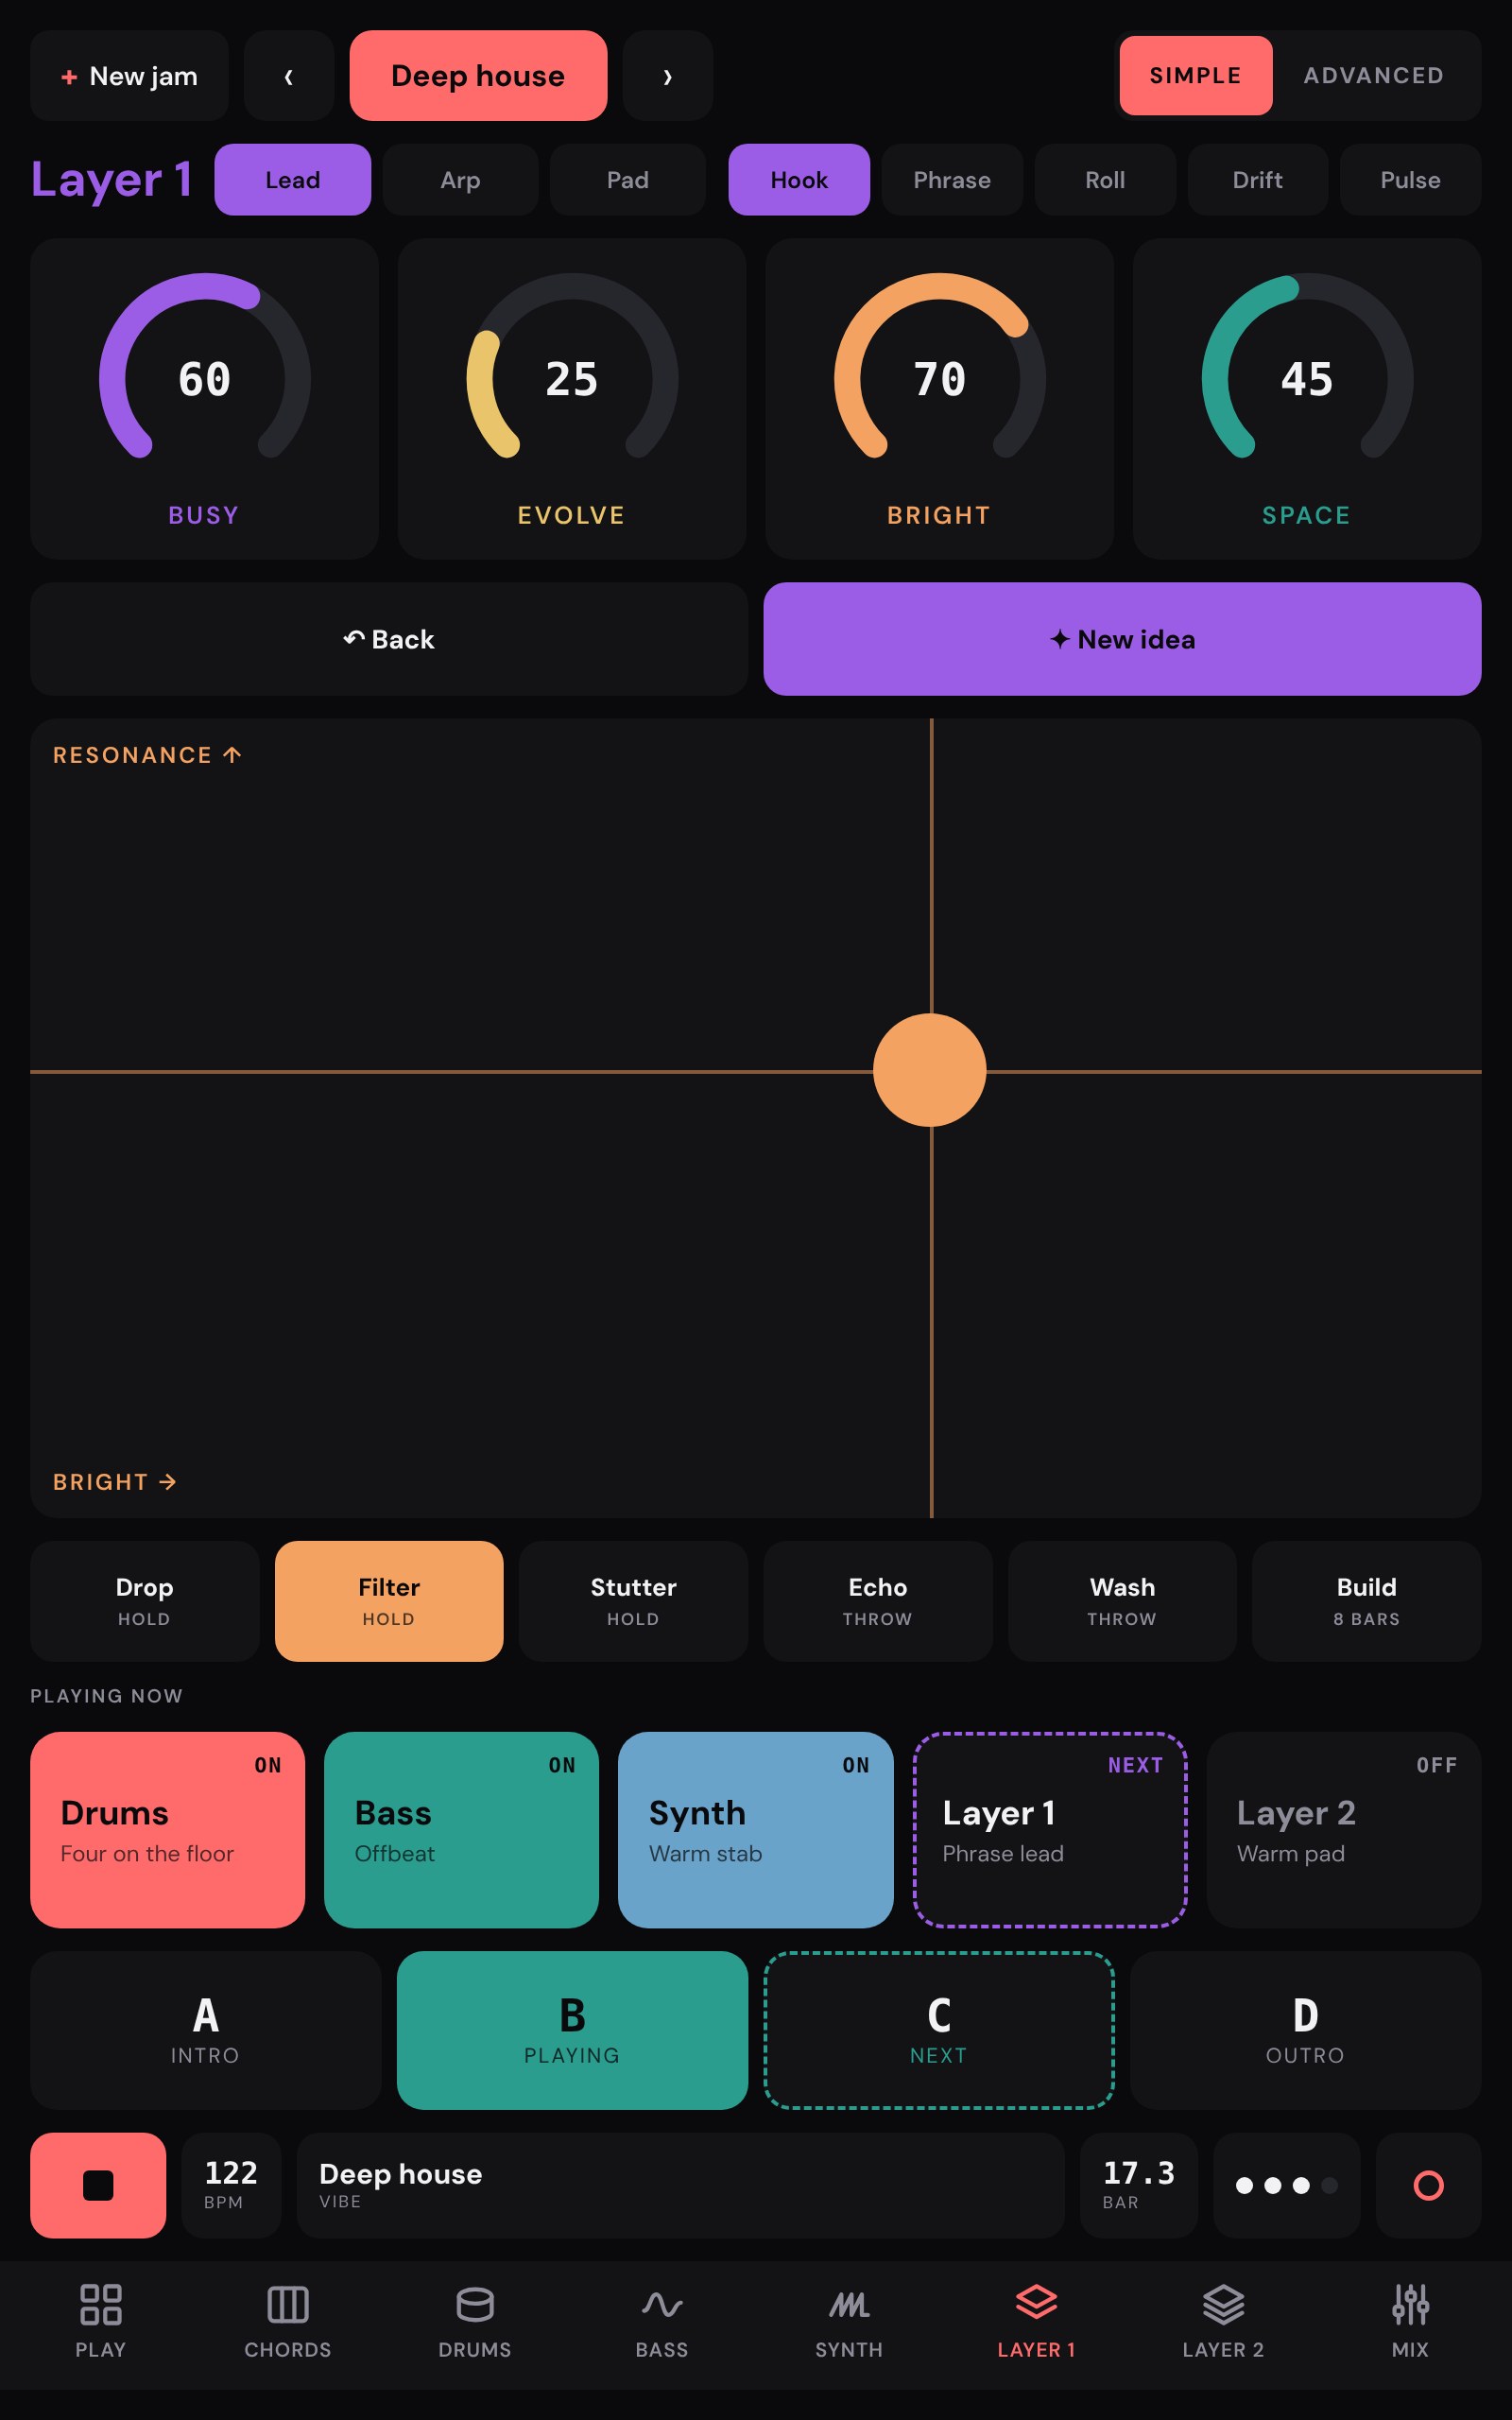 + New jam
‹
Deep house
›
SIMPLE
ADVANCED
Layer 1
Lead
Arp
Pad
Hook
Phrase
Roll
Drift
Pulse
60
25
70
45
BUSY
EVOLVE
BRIGHT
SPACE
↶ Back
✦ New idea
RESONANCE ↑
BRIGHT →
Drop
HOLD
Filter
HOLD
Stutter
HOLD
Echo
THROW
Wash
THROW
Build
8 BARS
PLAYING NOW
ON
Drums
Four on the floor
ON
Bass
Offbeat
ON
Synth
Warm stab
NEXT
Layer 1
Phrase lead
OFF
Layer 2
Warm pad
A
INTRO
B
PLAYING
C
NEXT
D
OUTRO
122
BPM
Deep house
VIBE
17.3
BAR
PLAY
CHORDS
DRUMS
BASS
SYNTH
LAYER 1
LAYER 2
MIX